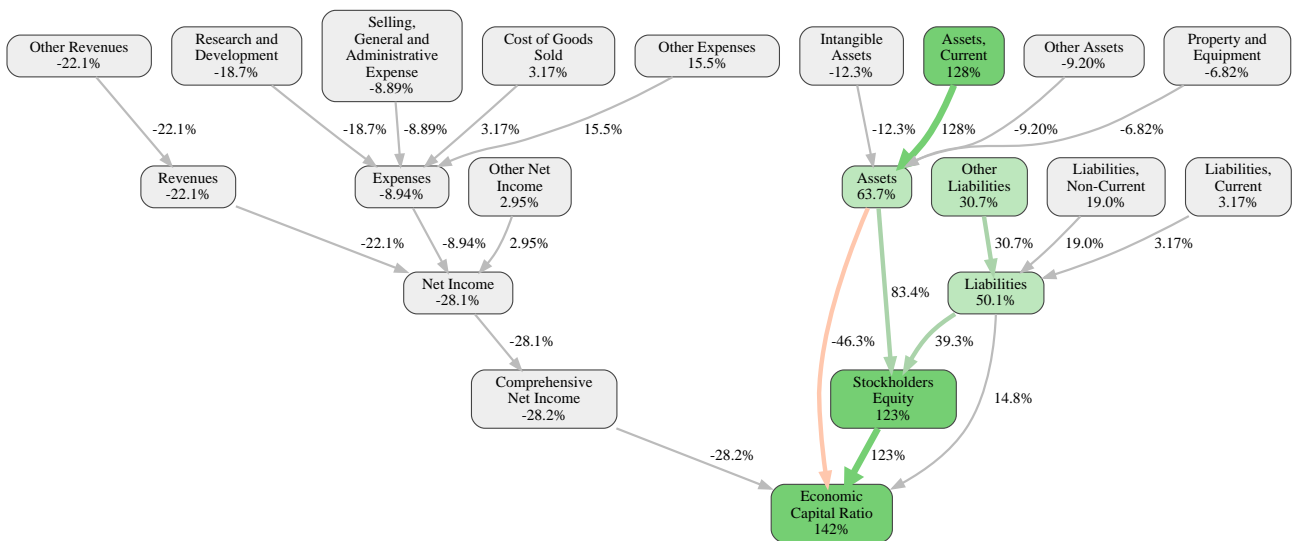 Other Revenues
-22.1%
Research and
Development
-18.7%
Selling,
General and
Administrative
Expense
-8.89%
Cost of Goods
Sold
3.17%
Other Expenses
15.5%
Intangible
Assets
-12.3%
Assets,
Current
128%
Other Assets
-9.20%
Property and
Equipment
-6.82%
-22.1%
-18.7%
-8.89%
3.17%
15.5%
-12.3%
128%
-9.20%
-6.82%
Revenues
-22.1%
Expenses
-8.94%
Other Net
Income
2.95%
Assets
63.7%
Other
Liabilities
30.7%
Liabilities,
Non-Current
19.0%
Liabilities,
Current
3.17%
-22.1%
-8.94%
2.95%
30.7%
19.0%
3.17%
Net Income
-28.1%
83.4%
Liabilities
50.1%
-28.1%
-46.3%
39.3%
Comprehensive
Net Income
-28.2%
Stockholders
Equity
123%
14.8%
-28.2%
123%
Economic
Capital Ratio
142%